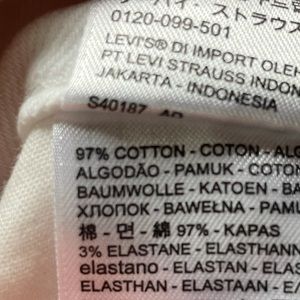 0120-099-501
LEVI'S® DI IMPORT OLEH
PT LEVI STRAUSS INDON
JAKARTA - INDONESIA
S40187
97% COTTON - COTON - ALG
ALGODÃO - PAMUK - COTON
BAUMWOLLE - KATOEN - BA
ХЛОПОК - BAWEŁNA - PAMU
棉 - 면 - 綿 97% - KAPAS
3% ELASTANE - ELASTHANN
elastano - ELASTAN - ELAST
ELASTHAN - ELASTAAN - E